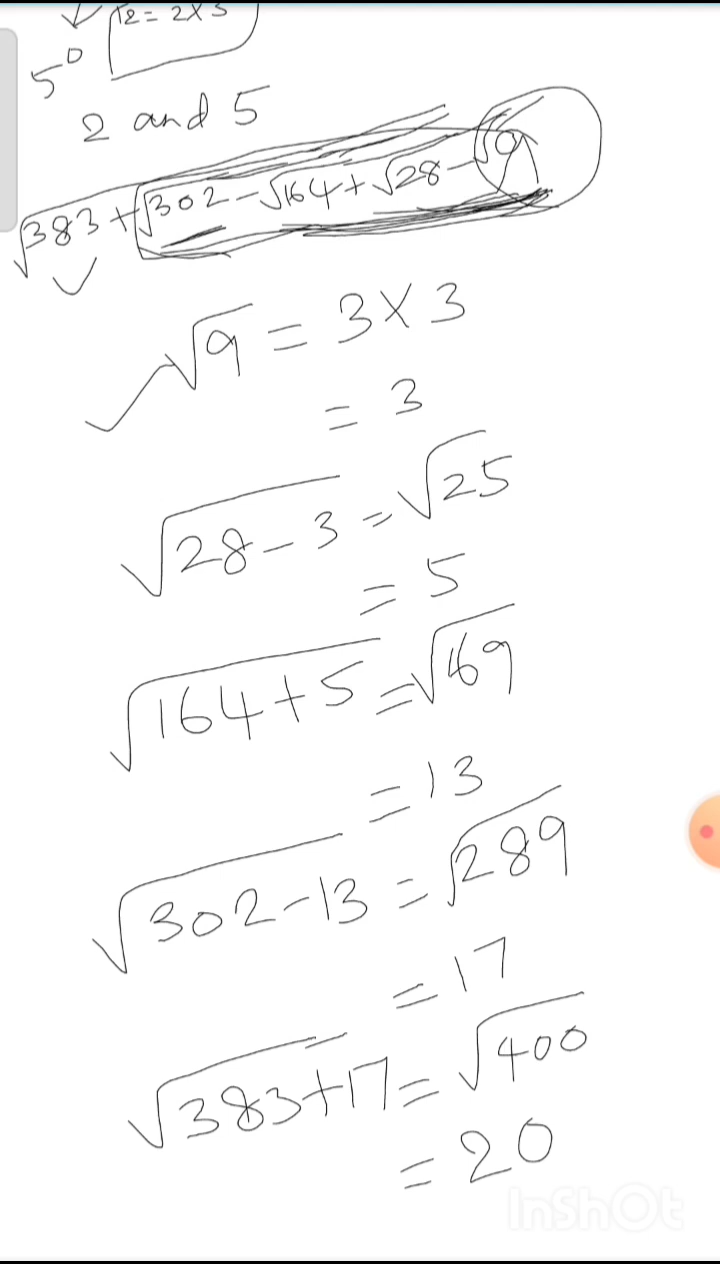 √12 = 2×3
5⁰
2 and 5
√383+√302-√164+√28-√9
√9 = 3×3
= 3
√28-3 = √25
= 5
√164+5 = √169
= 13
√302-13 = √289
= 17
√383+17 = √400
= 20
InShOt